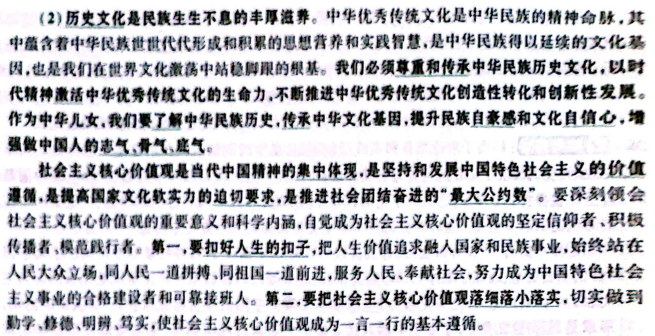 (2)历史文化是民族生生不息的丰厚滋养。中华优秀传统文化是中华民族的精神命脉,其
中蕴含着中华民族世世代代形成和积累的思想营养和实践智慧,是中华民族得以延续的文化基
因,也是我们在世界文化激荡中站稳脚跟的根基。我们必须尊重和传承中华民族历史文化,以时
代精神激活中华优秀传统文化的生命力,不断推进中华优秀传统文化创造性转化和创新性发展。
作为中华儿女,我们要了解中华民族历史,传承中华文化基因,提升民族自豪感和文化自信心,增
强做中国人的志气、骨气、底气。
社会主义核心价值观是当代中国精神的集中体现,是坚持和发展中国特色社会主义的价值
遵循,是提高国家文化软实力的迫切要求,是推进社会团结奋进的“最大公约数”。要深刻领会
社会主义核心价值观的重要意义和科学内涵,自觉成为社会主义核心价值观的坚定信仰者、积极
传播者、模范践行者。第一,要扣好人生的扣子,把人生价值追求融入国家和民族事业,始终站在
人民大众立场,同人民一道拼搏、同祖国一道前进,服务人民、奉献社会,努力成为中国特色社会
主义事业的合格建设者和可靠接班人。第二,要把社会主义核心价值观落细落小落实,切实做到
勤学、修德、明辨、笃实,使社会主义核心价值观成为一言一行的基本遵循。